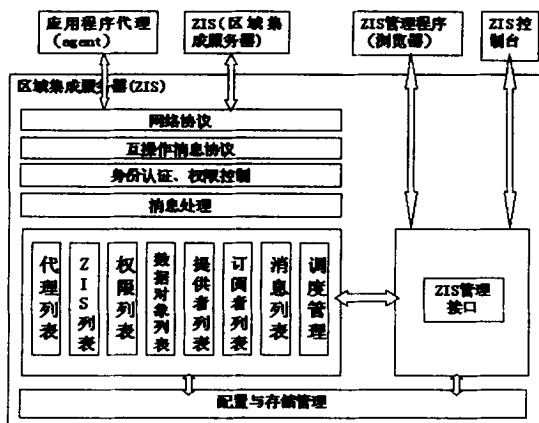 应用程序代理
(agent)
ZIS(区域集
成服务器)
ZIS管理程序
(浏览器)
ZIS控
制台
区域集成服务器(ZIS)
网络协议
互操作消息协议
身份认证、权限控制
消息处理
代理列表
ZIS列表
权限列表
数据对象列表
提供者列表
订阅者列表
消息列表
调度管理
ZIS管理
接口
配置与存储管理